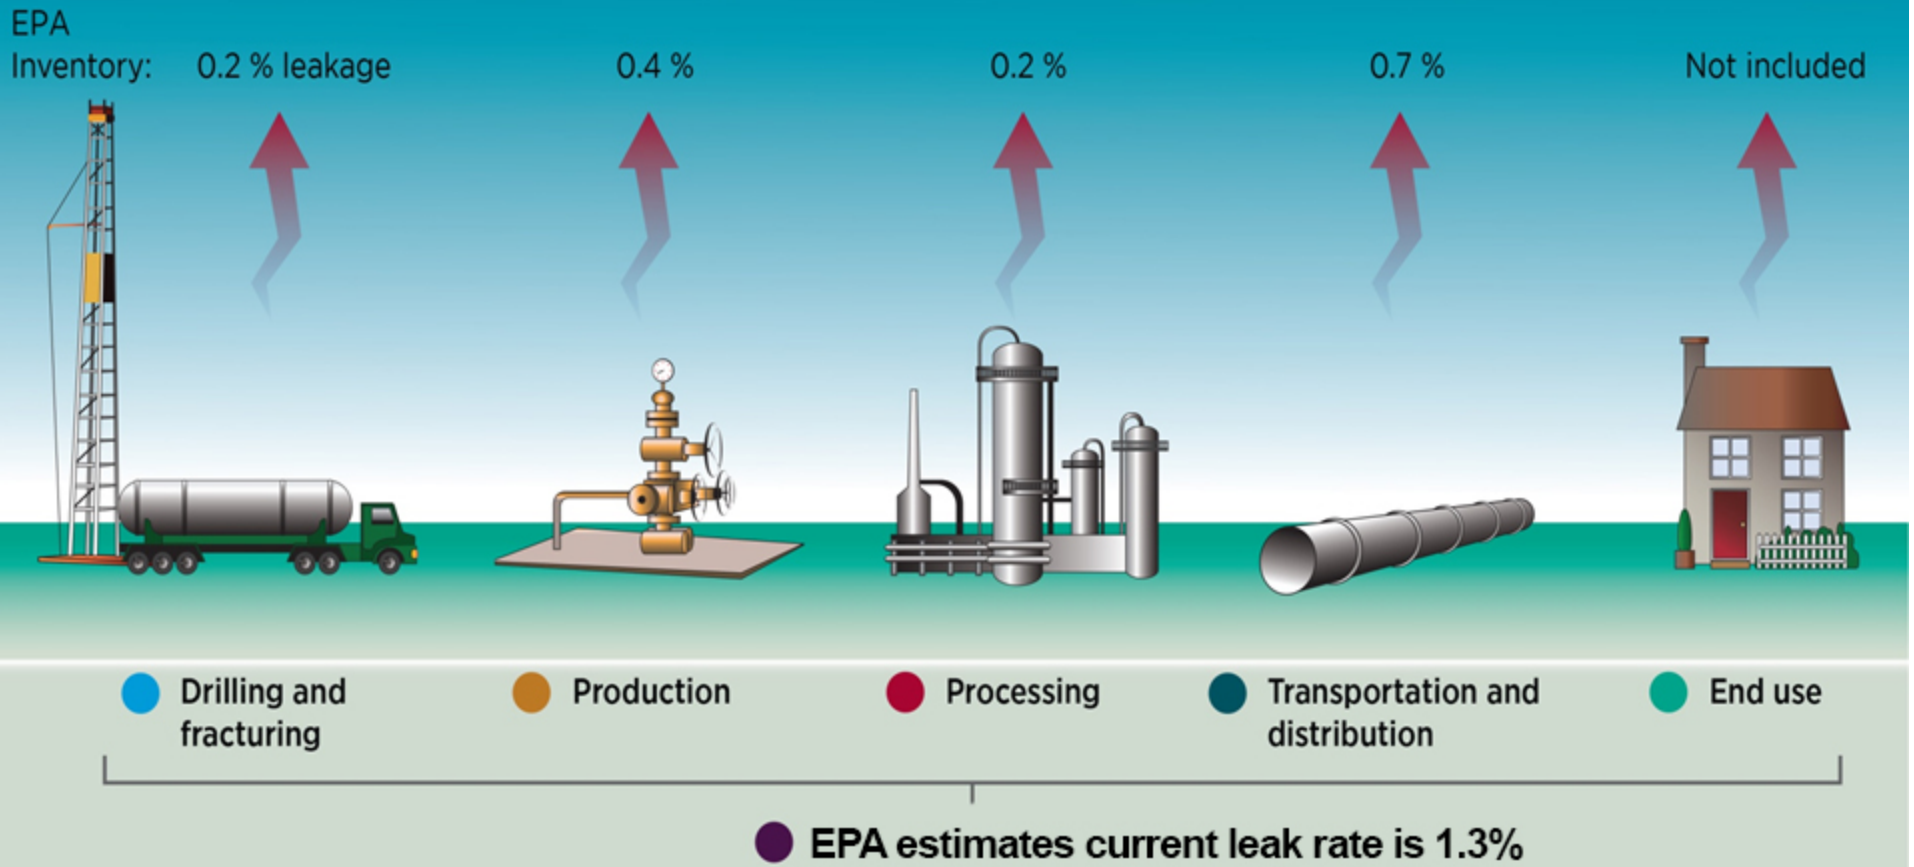 EPA
Inventory: 0.2 % leakage 0.4 % 0.2 % 0.7 % Not included
Drilling and
fracturing
Production
Processing
Transportation and
distribution
End use
EPA estimates current leak rate is 1.3%